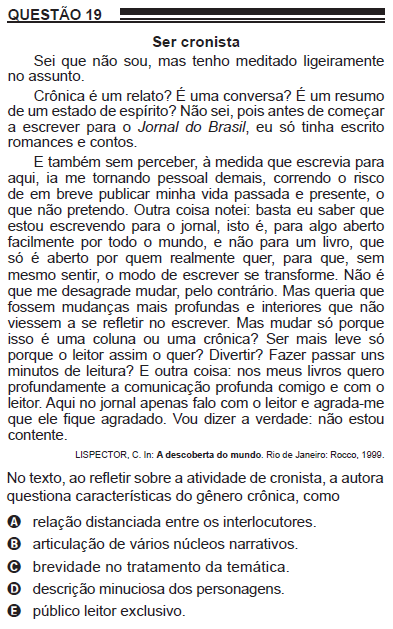 QUESTÃO 19
Ser cronista
Sei que não sou, mas tenho meditado ligeiramente
no assunto.
Crônica é um relato? É uma conversa? É um resumo
de um estado de espírito? Não sei, pois antes de começar
a escrever para o Jornal do Brasil, eu só tinha escrito
romances e contos.
E também sem perceber, à medida que escrevia para
aqui, ia me tornando pessoal demais, correndo o risco
de em breve publicar minha vida passada e presente, o
que não pretendo. Outra coisa notei: basta eu saber que
estou escrevendo para o jornal, isto é, para algo aberto
facilmente por todo o mundo, e não para um livro, que
só é aberto por quem realmente quer, para que, sem
mesmo sentir, o modo de escrever se transforme. Não é
que me desagrade mudar, pelo contrário. Mas queria que
fossem mudanças mais profundas e interiores que não
viessem a se refletir no escrever. Mas mudar só porque
isso é uma coluna ou uma crônica? Ser mais leve só
porque o leitor assim o quer? Divertir? Fazer passar uns
minutos de leitura? E outra coisa: nos meus livros quero
profundamente a comunicação profunda comigo e com o
leitor. Aqui no jornal apenas falo com o leitor e agrada-me
que ele fique agradado. Vou dizer a verdade: não estou
contente.
LISPECTOR, C. In: A descoberta do mundo. Rio de Janeiro: Rocco, 1999.
No texto, ao refletir sobre a atividade de cronista, a autora
questiona características do gênero crônica, como
A relação distanciada entre os interlocutores.
B articulação de vários núcleos narrativos.
C brevidade no tratamento da temática.
D descrição minuciosa dos personagens.
E público leitor exclusivo.